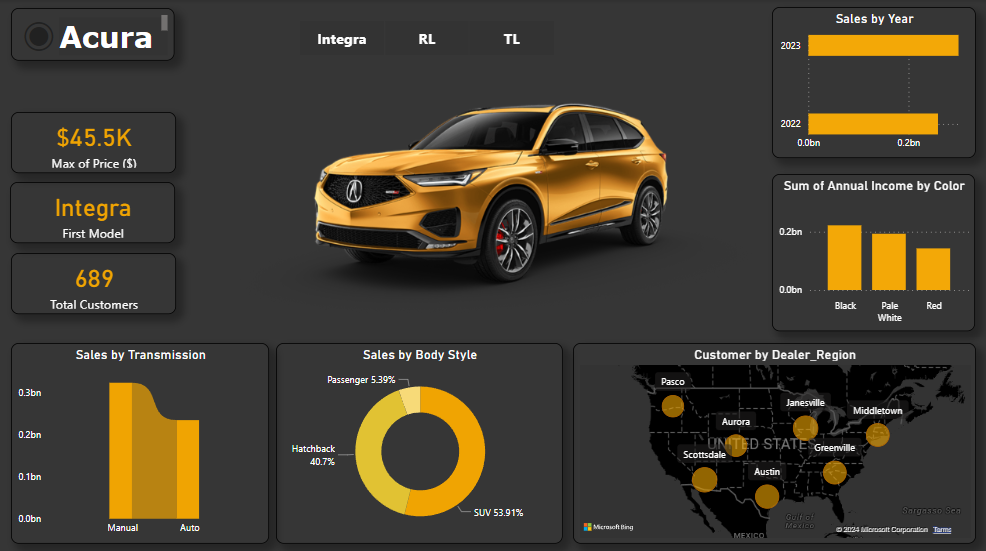 Acura
Integra
RL
TL
$45.5K
Max of Price ($)
Integra
First Model
689
Total Customers
Sales by Year
2023
2022
0.0bn
0.2bn
Sum of Annual Income by Color
0.2bn
0.0bn
Black
Pale
White
Red
Sales by Transmission
0.3bn
0.2bn
0.1bn
0.0bn
Manual
Auto
Sales by Body Style
Passenger 5.39%
Hatchback
40.7%
SUV 53.91%
Customer by Dealer_Region
Pasco
Janesville
Middletown
Aurora
UNITED STATES
Greenville
Scottsdale
Austin
Sargasso Sea
Gulf of
Mexico
MEXICO
Microsoft Bing
© 2024 Microsoft Corporation
Terms